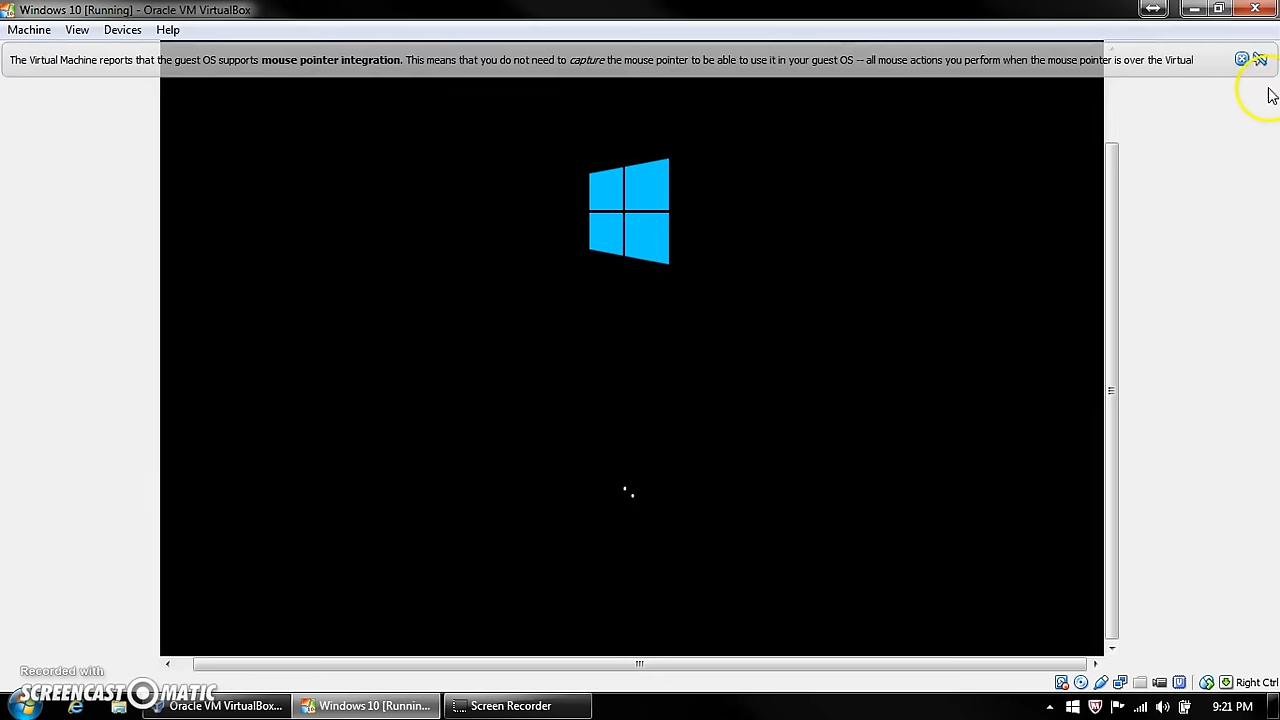 Windows 10 [Running] - Oracle VM VirtualBox
Machine View Devices Help
The Virtual Machine reports that the guest OS supports mouse pointer integration. This means that you do not need to capture the mouse pointer to be able to use it in your guest OS -- all mouse actions you perform when the mouse pointer is over the Virtual
Right Ctrl
Recorded with
SCREENCAST-O-MATIC
Oracle VM VirtualBox... Windows 10 [Runnin... Screen Recorder 9:21 PM